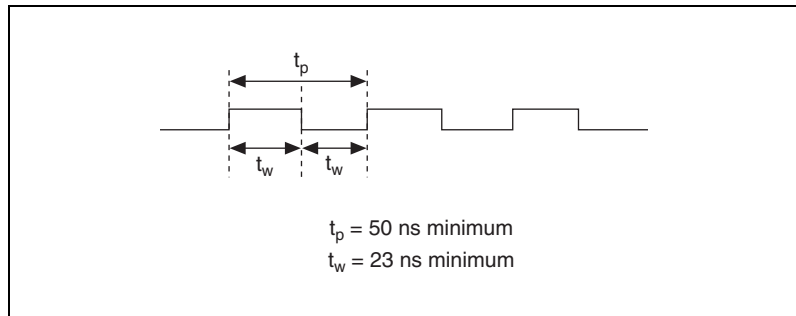 tp
tw tw
tp = 50 ns minimum
tw = 23 ns minimum